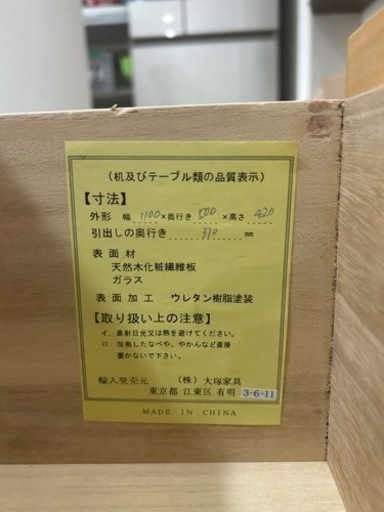 (机及びテーブル類の品質表示)
【寸法】
外形 幅 1100 ×奥行き 500 ×高さ 420
引出しの奥行き 370 mm
表面材
天然木化粧繊維板
ガラス
表面加工 ウレタン樹脂塗装
【取り扱い上の注意】
イ. 直射日光又は熱を避けてください。
ロ. 加熱したなべや、やかんなど直接
置かないで下さい。
輸入発売元 (株) 大塚家具
東京都 江東区 有明 3-6-11
MADE IN CHINA